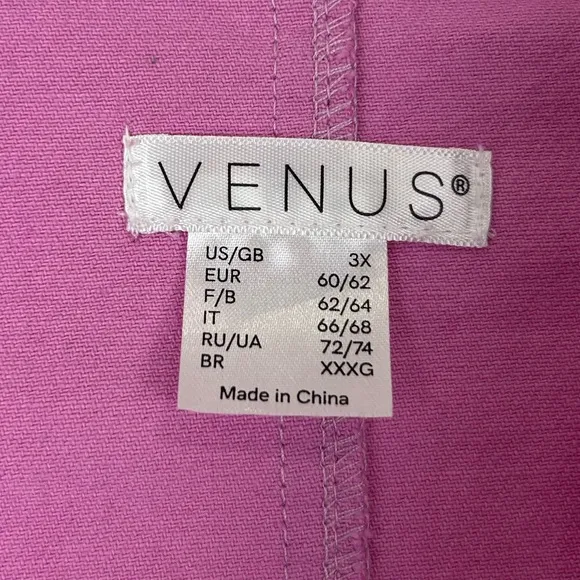 VENUS®
US/GB 3X
EUR 60/62
F/B 62/64
IT 66/68
RU/UA 72/74
BR XXXG
Made in China